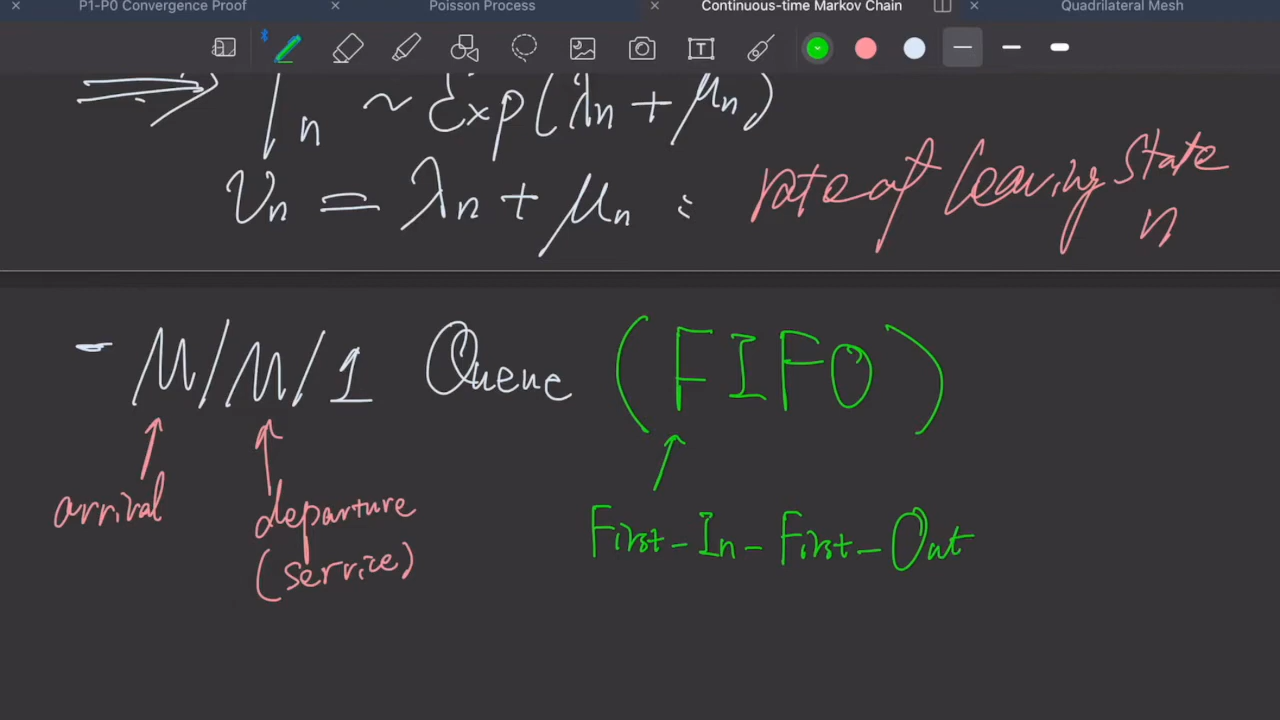 P1-P0 Convergence Proof
Poisson Process
Continuous-time Markov Chain
Quadrilateral Mesh
⟹ Tn ~ Exp(λn + μn)
νn = λn + μn : rate of leaving State n
- M/M/1 Queue (FIFO)
arrival
departure
(service)
First-In-First-Out